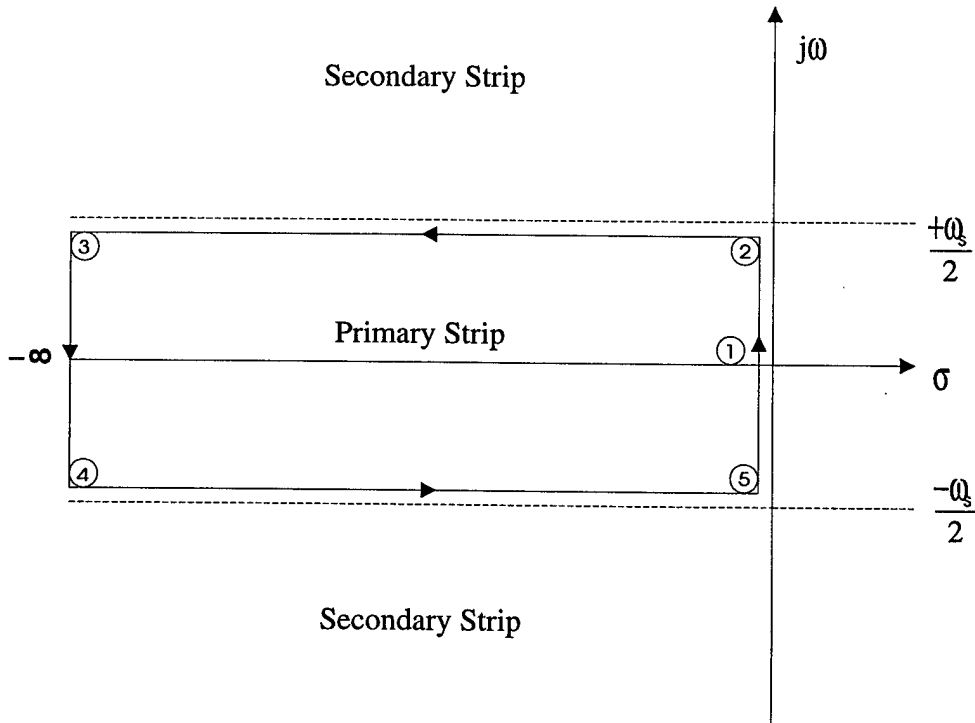 jω
Secondary Strip
+ωs/2
③
②
Primary Strip
−∞
①
σ
④
⑤
−ωs/2
Secondary Strip